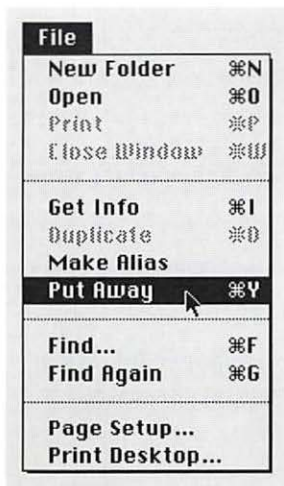 File
New Folder ⌘N
Open ⌘O
Print ⌘P
Close Window ⌘W
Get Info ⌘I
Duplicate ⌘D
Make Alias
Put Away ⌘Y
Find... ⌘F
Find Again ⌘G
Page Setup...
Print Desktop...